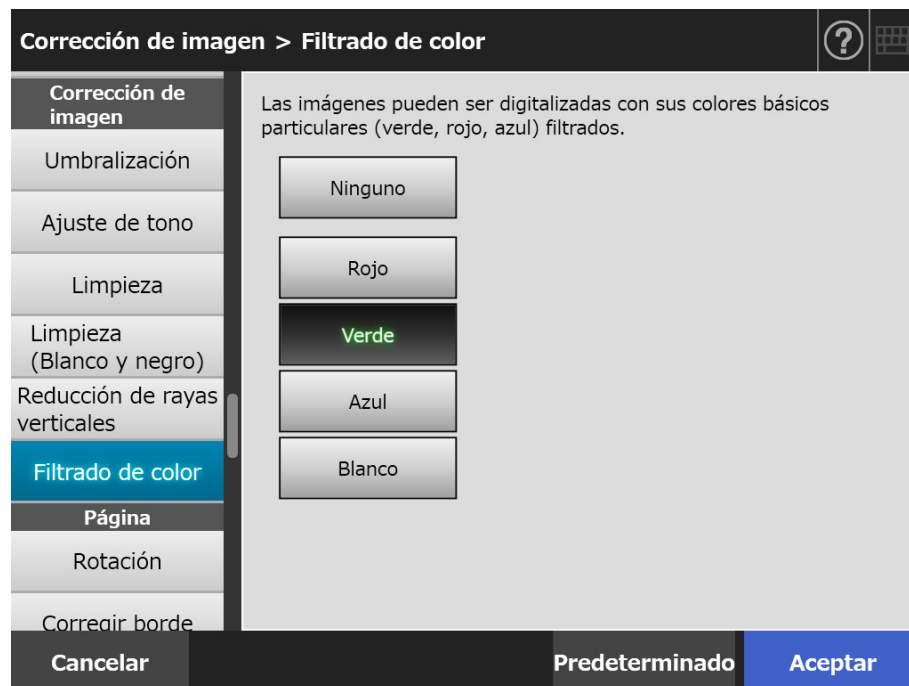 Corrección de imagen > Filtrado de color
?
Corrección de
imagen
Umbralización
Ajuste de tono
Limpieza
Limpieza
(Blanco y negro)
Reducción de rayas
verticales
Filtrado de color
Página
Rotación
Corregir borde
Las imágenes pueden ser digitalizadas con sus colores básicos
particulares (verde, rojo, azul) filtrados.
Ninguno
Rojo
Verde
Azul
Blanco
Cancelar
Predeterminado
Aceptar